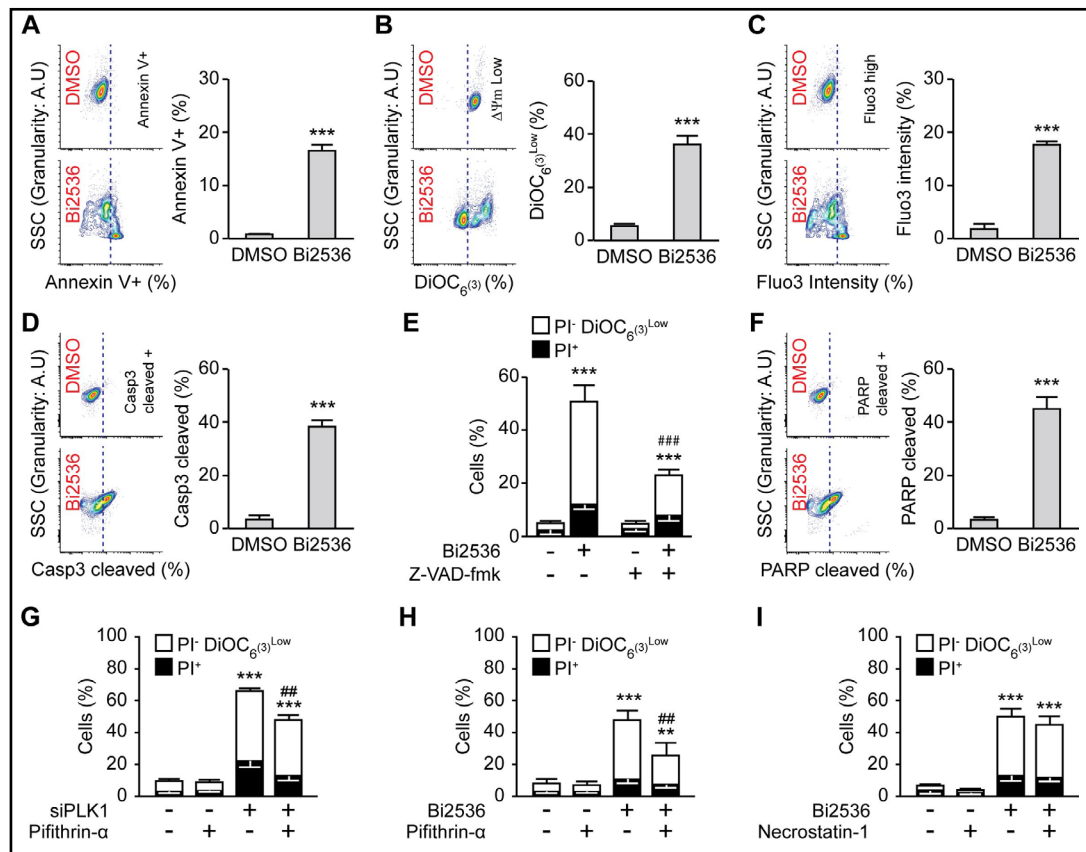 A
SSC (Granularity: A.U)
DMSO
Bi2536
Annexin V+
Annexin V+ (%)
Annexin V+ (%)
30
20
10
0
***
DMSO Bi2536
B
SSC (Granularity: A.U)
DMSO
Bi2536
ΔΨm Low
DiOC6(3) (%)
DiOC6(3)Low (%)
60
40
20
0
***
DMSO Bi2536
C
SSC (Granularity: A.U)
DMSO
Bi2536
Fluo3 high
Fluo3 Intensity (%)
Fluo3 intensity (%)
30
20
10
0
***
DMSO Bi2536
D
SSC (Granularity: A.U)
DMSO
Bi2536
Casp3
cleaved +
Casp3 cleaved (%)
Casp3 cleaved (%)
60
40
20
0
***
DMSO Bi2536
E
PI- DiOC6(3)Low
PI+
Cells (%)
60
40
20
0
***
###
***
Bi2536 - + - +
Z-VAD-fmk - - + +
F
SSC (Granularity: A.U)
DMSO
Bi2536
PARP
cleaved +
PARP cleaved (%)
PARP cleaved (%)
60
40
20
0
***
DMSO Bi2536
G
PI- DiOC6(3)Low
PI+
Cells (%)
100
80
60
40
20
0
***
##
***
siPLK1 - - + +
Pifithrin-α - + - +
H
PI- DiOC6(3)Low
PI+
Cells (%)
100
80
60
40
20
0
***
##
**
Bi2536 - - + +
Pifithrin-α - + - +
I
PI- DiOC6(3)Low
PI+
Cells (%)
100
80
60
40
20
0
***
***
Bi2536 - - + +
Necrostatin-1 - + - +